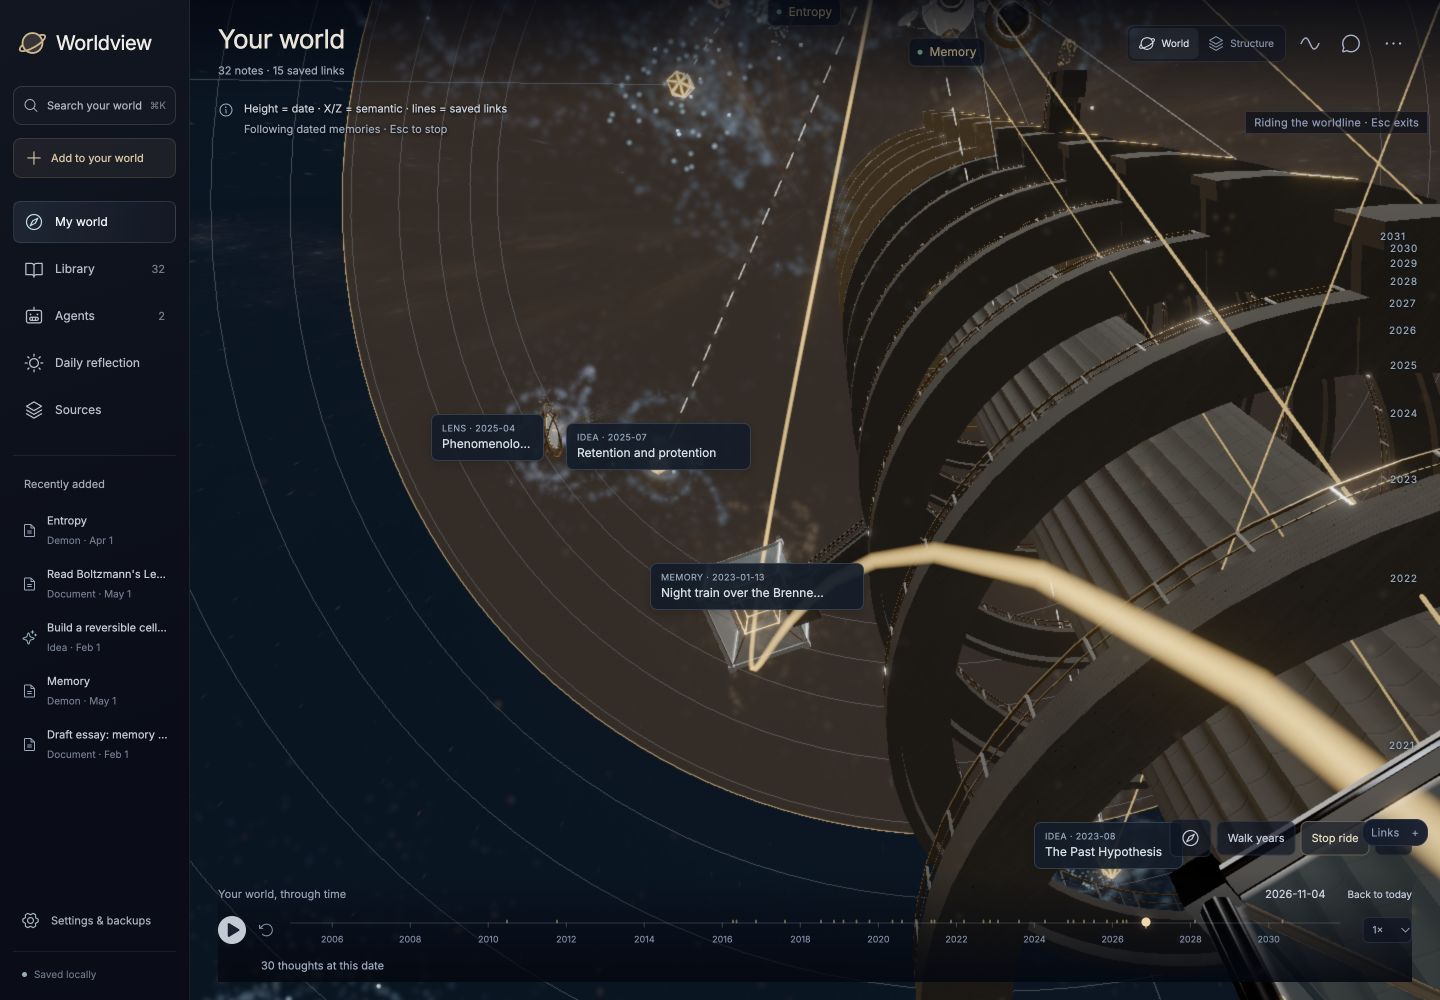 Worldview
Search your world ⌘K
Add to your world
My world
Library 32
Agents 2
Daily reflection
Sources
Recently added
Entropy
Demon · Apr 1
Read Boltzmann's Le...
Document · May 1
Build a reversible cell...
Idea · Feb 1
Memory
Demon · May 1
Draft essay: memory ...
Document · Feb 1
Settings & backups
Saved locally
Your world
32 notes · 15 saved links
Height = date · X/Z = semantic · lines = saved links
Following dated memories · Esc to stop
Entropy
Memory
World
Structure
Riding the worldline · Esc exits
2031
2030
2029
2028
2027
2026
2025
2024
2023
2022
2021
LENS · 2025-04
Phenomenolo...
IDEA · 2025-07
Retention and protention
MEMORY · 2023-01-13
Night train over the Brenne...
IDEA · 2023-08
The Past Hypothesis
Walk years
Stop ride
Links +
Your world, through time
2026-11-04
Back to today
2006 2008 2010 2012 2014 2016 2018 2020 2022 2024 2026 2028 2030
1×
30 thoughts at this date